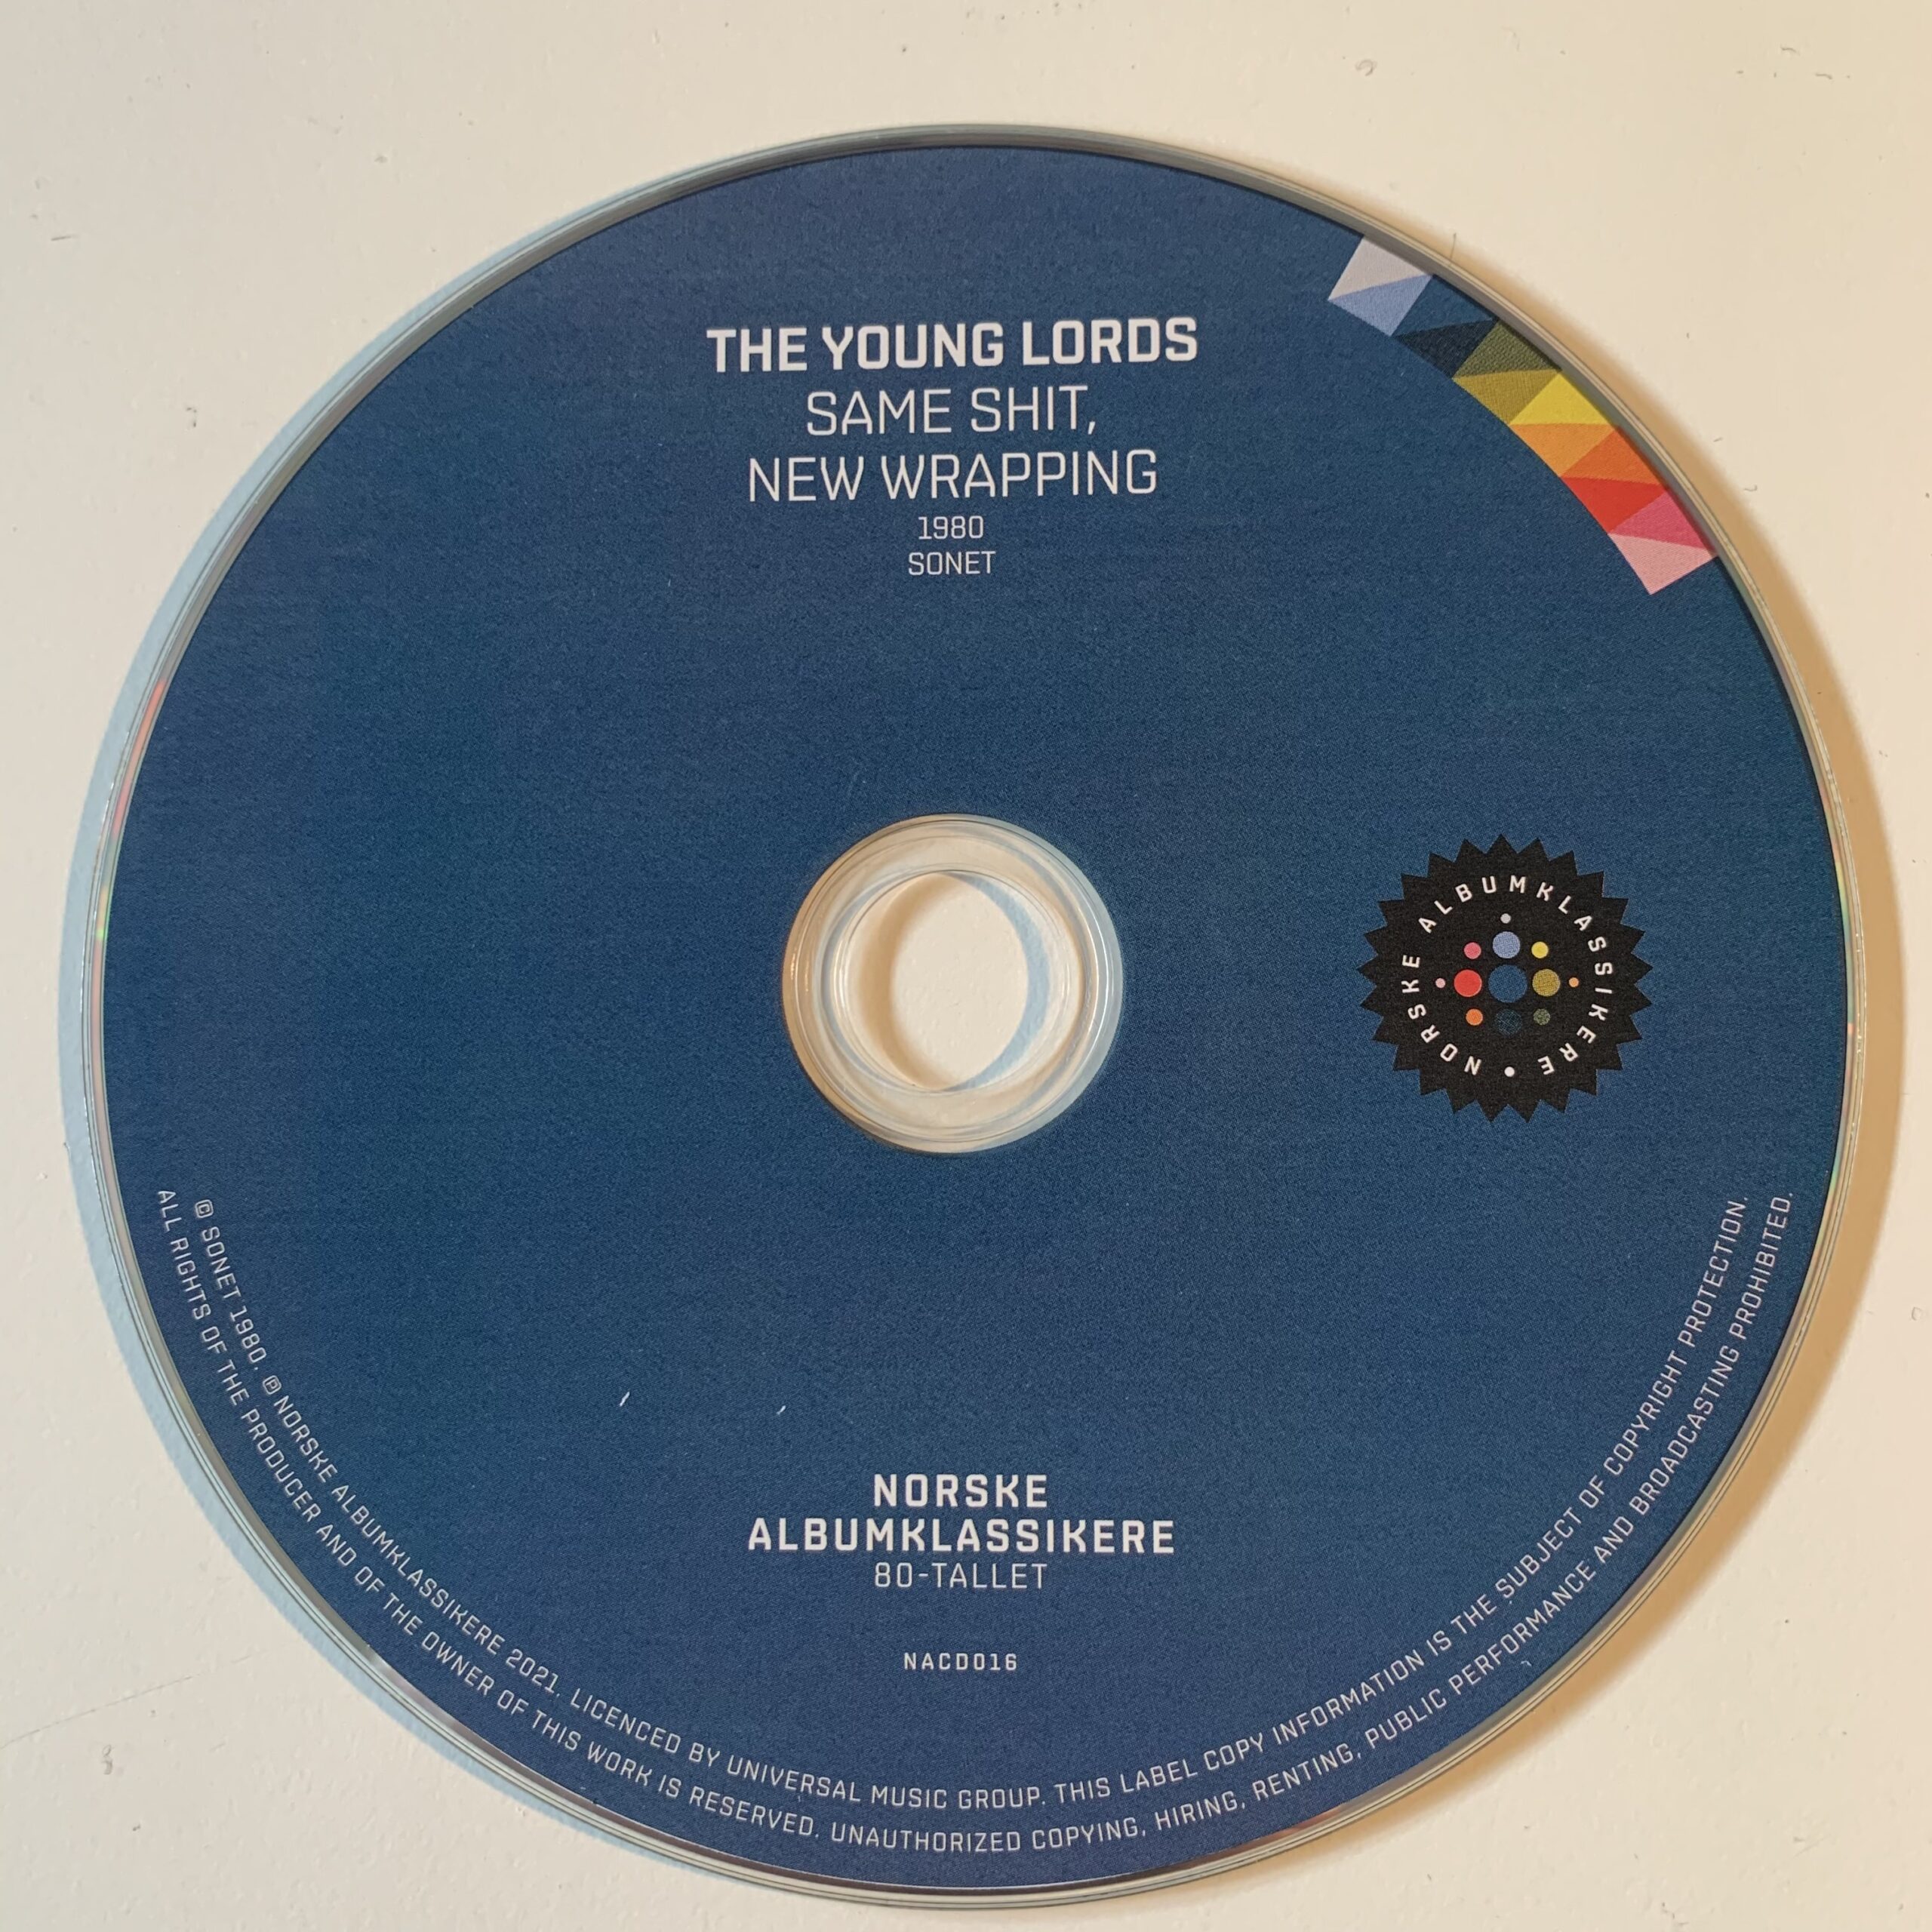 THE YOUNG LORDS
SAME SHIT,
NEW WRAPPING
1980
SONET
NORSKE ALBUMKLASSIKERE •
NORSKE
ALBUMKLASSIKERE
80-TALLET
NACD016
© SONET 1980. ℗ NORSKE ALBUMKLASSIKERE 2021. LICENCED BY UNIVERSAL MUSIC GROUP. THIS LABEL COPY INFORMATION IS THE SUBJECT OF COPYRIGHT PROTECTION.
ALL RIGHTS OF THE PRODUCER AND OF THE OWNER OF THIS WORK IS RESERVED. UNAUTHORIZED COPYING, HIRING, RENTING, PUBLIC PERFORMANCE AND BROADCASTING PROHIBITED.